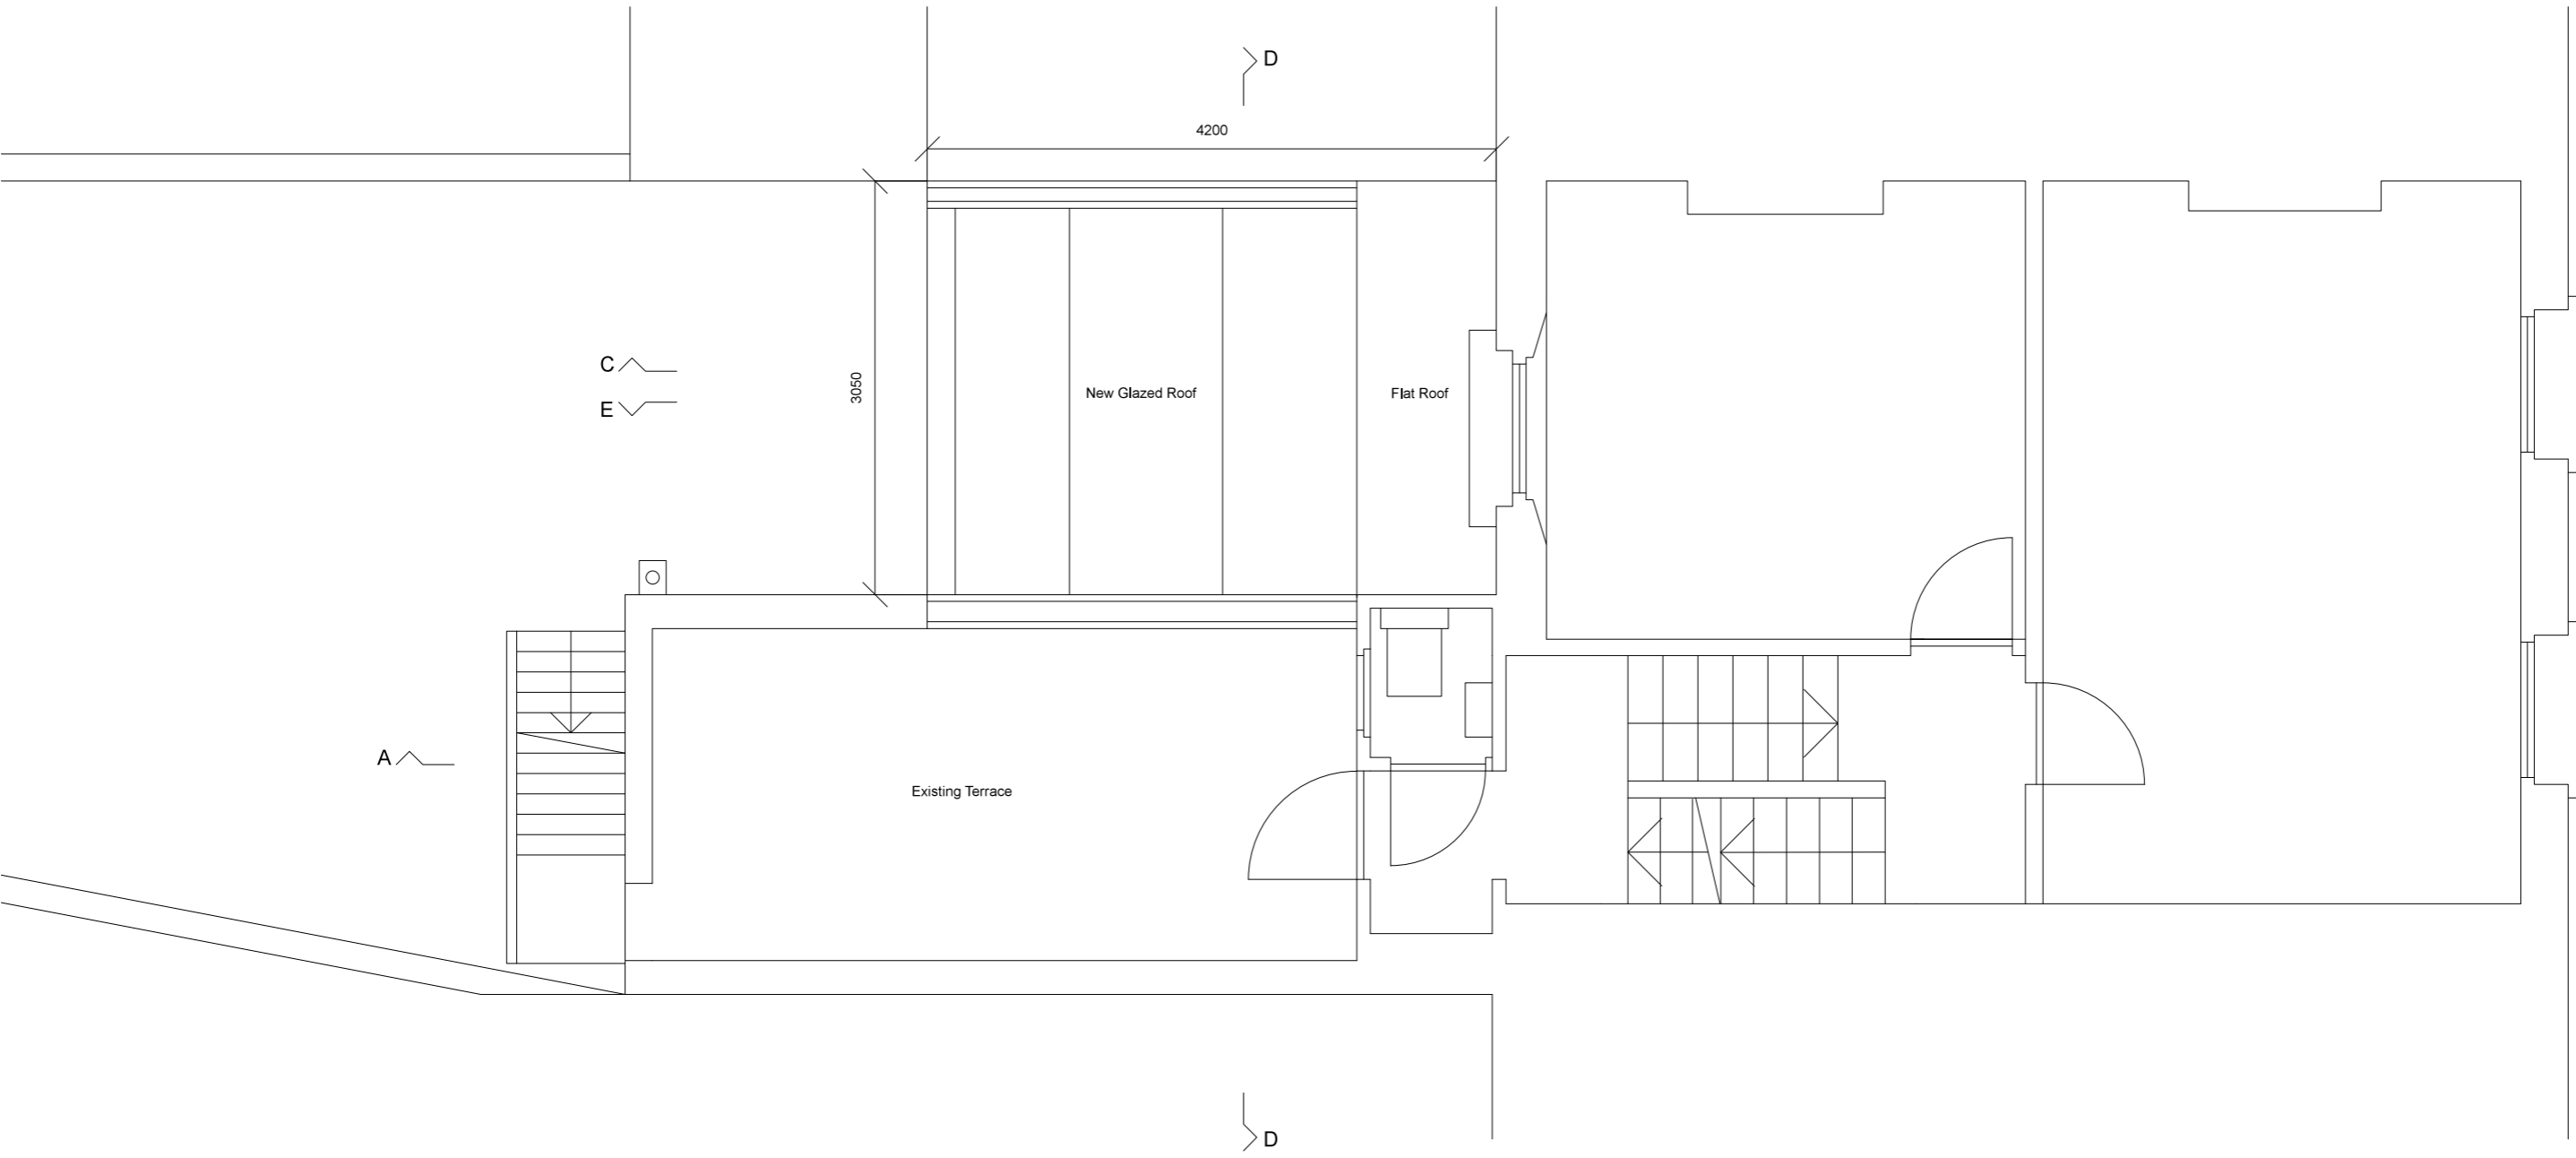 D
4200
C
E
3050
New Glazed Roof
Flat Roof
A
Existing Terrace
D